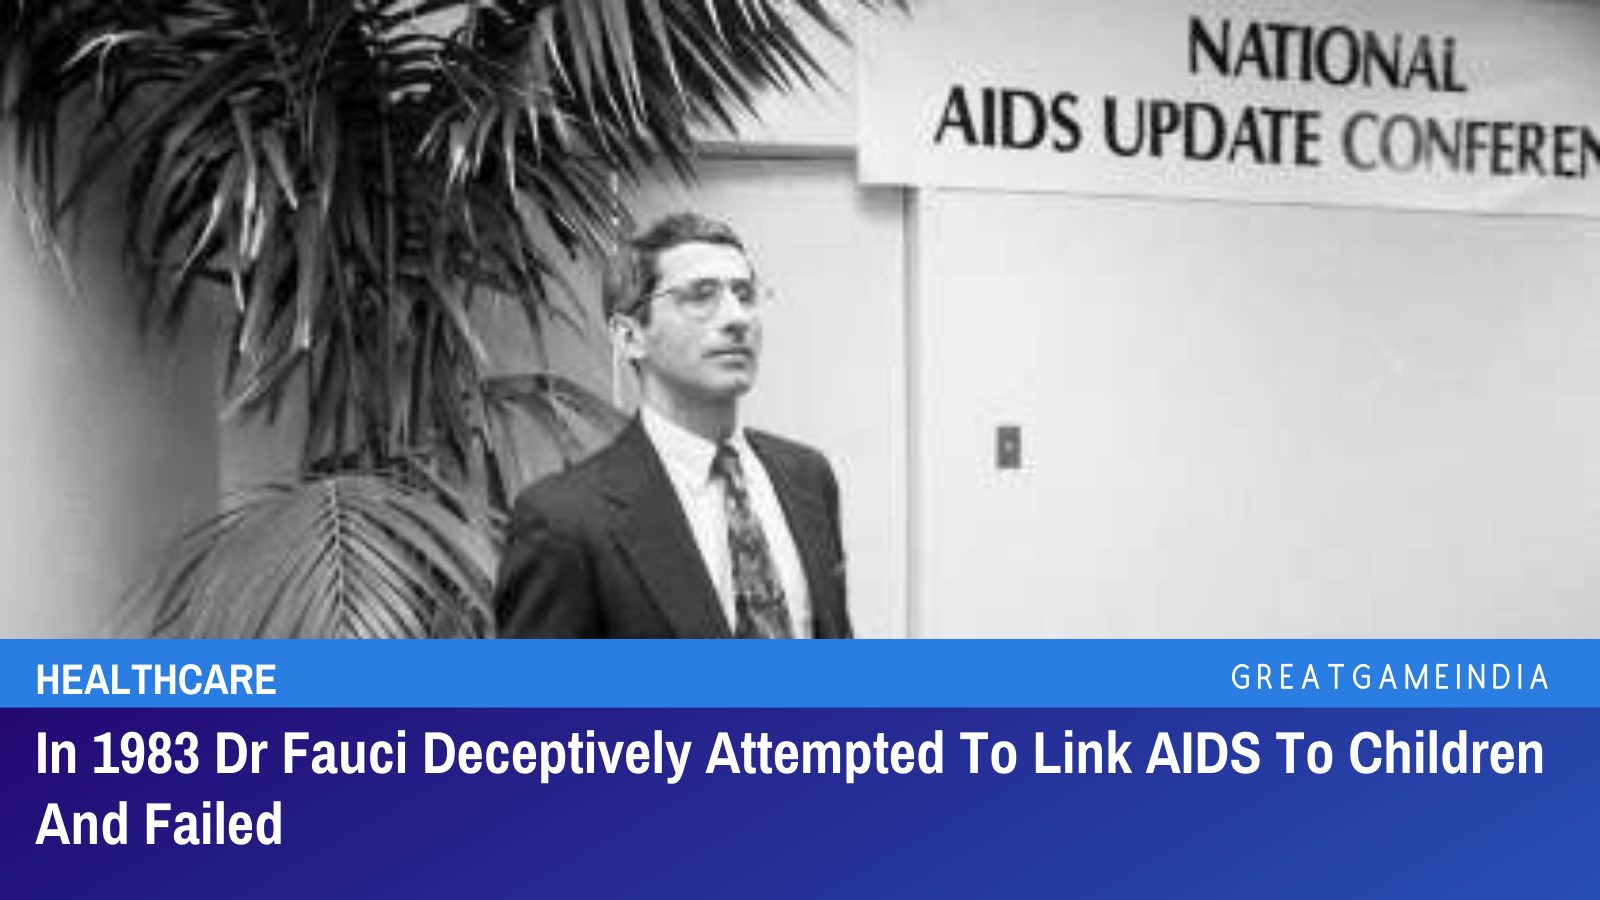 NATIONAL
AIDS UPDATE CONFEREN
HEALTHCARE
GREATGAMEINDIA
In 1983 Dr Fauci Deceptively Attempted To Link AIDS To Children
And Failed